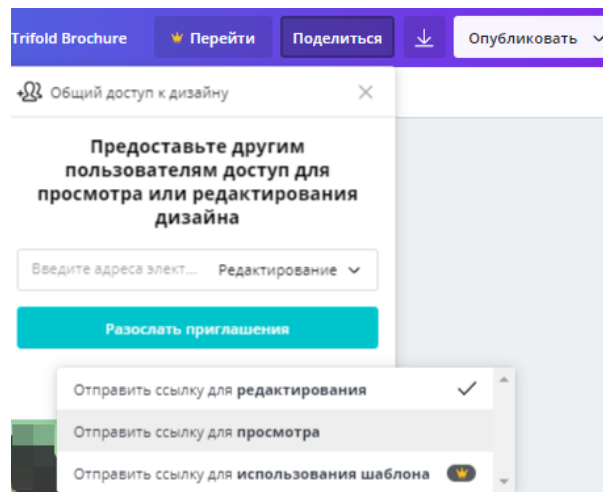 Trifold Brochure Перейти Поделиться Опубликовать
Общий доступ к дизайну
Предоставьте другим
пользователям доступ для
просмотра или редактирования
дизайна
Введите адреса элект... Редактирование
Разослать приглашения
Отправить ссылку для редактирования
Отправить ссылку для просмотра
Отправить ссылку для использования шаблона